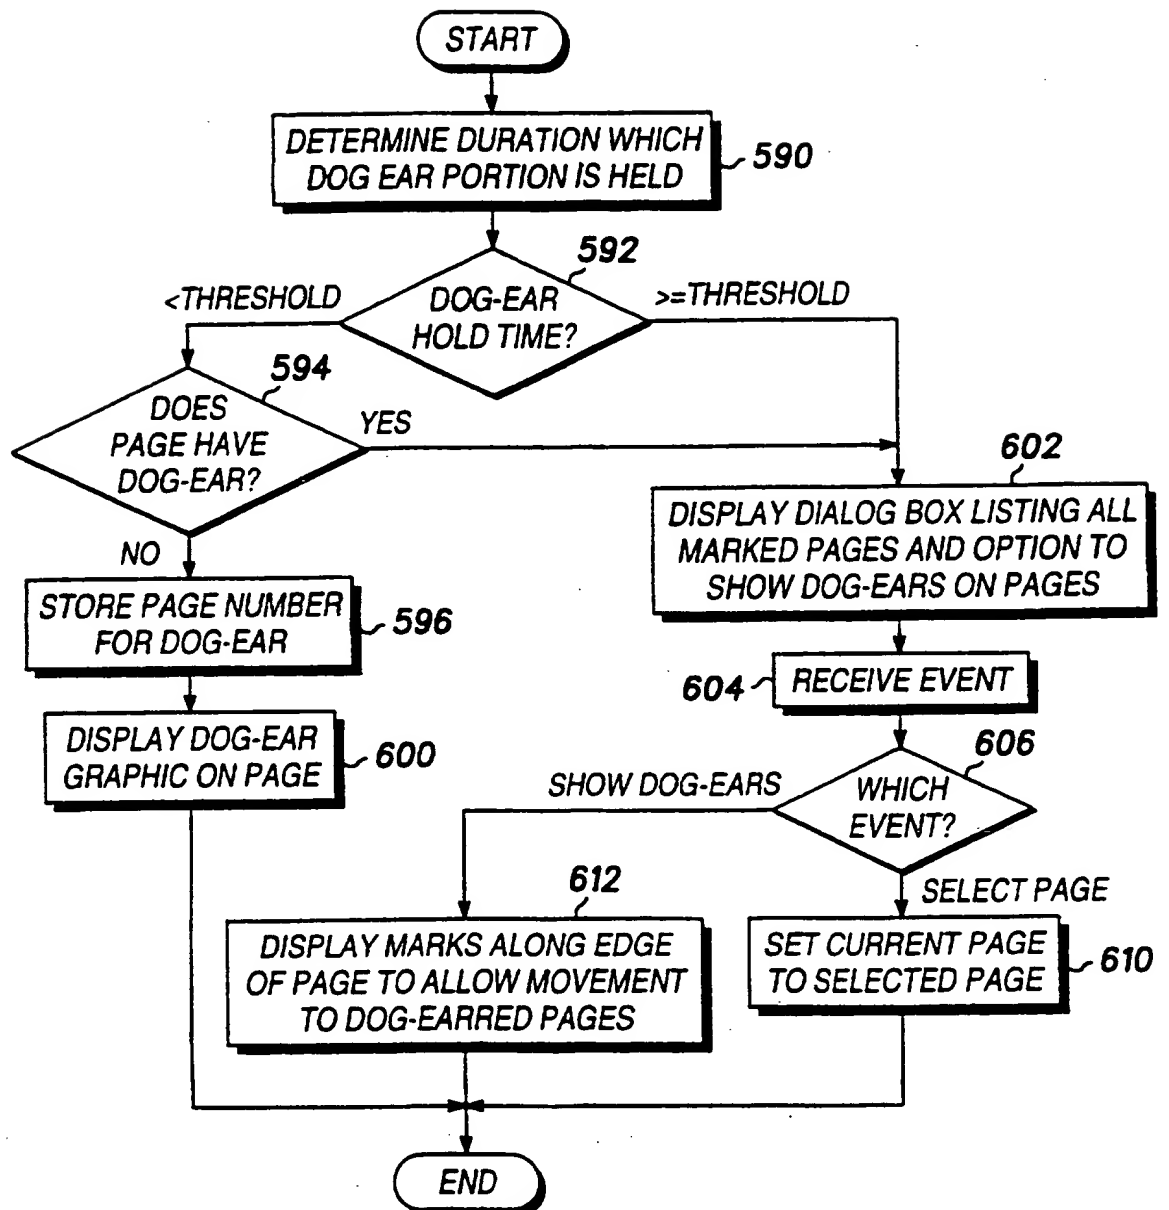 START
DETERMINE DURATION WHICH
DOG EAR PORTION IS HELD
590
592
<THRESHOLD
DOG-EAR
HOLD TIME?
>=THRESHOLD
594
DOES
PAGE HAVE
DOG-EAR?
YES
NO
602
DISPLAY DIALOG BOX LISTING ALL
MARKED PAGES AND OPTION TO
SHOW DOG-EARS ON PAGES
STORE PAGE NUMBER
FOR DOG-EAR
596
604
RECEIVE EVENT
DISPLAY DOG-EAR
GRAPHIC ON PAGE
600
606
SHOW DOG-EARS
WHICH
EVENT?
SELECT PAGE
612
DISPLAY MARKS ALONG EDGE
OF PAGE TO ALLOW MOVEMENT
TO DOG-EARRED PAGES
SET CURRENT PAGE
TO SELECTED PAGE
610
END